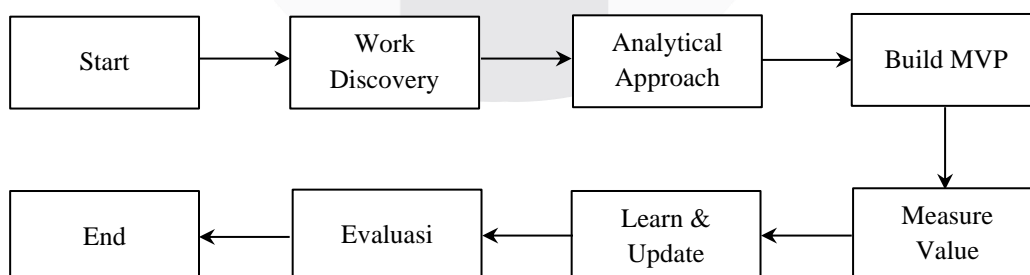 Start
Work
Discovery
Analytical
Approach
Build MVP
Measure
Value
Learn &
Update
Evaluasi
End